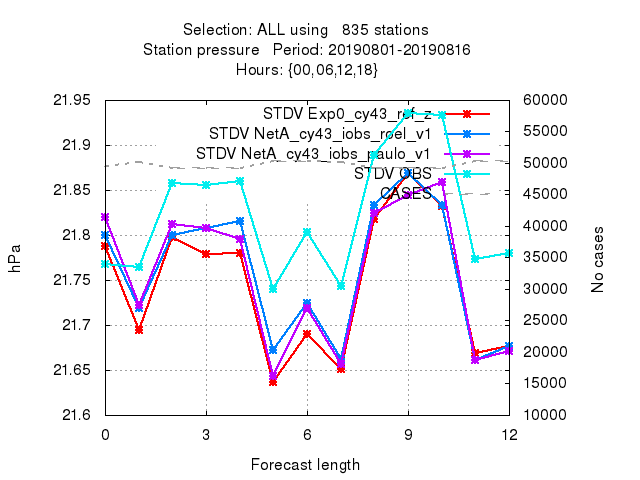 Selection: ALL using   835 stations
Station pressure   Period: 20190801-20190816
Hours: {00,06,12,18}
21.95
21.9
21.85
21.8
21.75
21.7
21.65
21.6
60000
55000
50000
45000
40000
35000
30000
25000
20000
15000
10000
STDV Exp0_cy43_ref_z
STDV NetA_cy43_iobs_roel_v1
STDV NetA_cy43_iobs_paulo_v1
STDV OBS
CASES
hPa
No cases
0 3 6 9 12
Forecast length